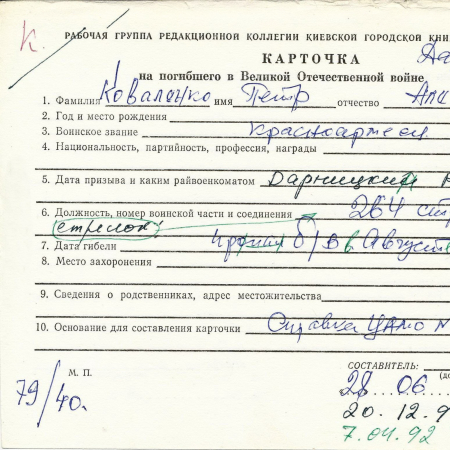 К.
РАБОЧАЯ ГРУППА РЕДАКЦИОННОЙ КОЛЛЕГИИ КИЕВСКОЙ ГОРОДСКОЙ КНИ
КАРТОЧКА
на погибшего в Великой Отечественной войне
1. Фамилия Коваленко имя Петр отчество
2. Год и место рождения
3. Воинское звание красноармеец
4. Национальность, партийность, профессия, награды
5. Дата призыва и каким райвоенкоматом Дарницкий
6. Должность, номер воинской части и соединения 264
стрелок
7. Дата гибели б/в в Август
8. Место захоронения
9. Сведения о родственниках, адрес местожительства
10. Основание для составления карточки Справка ЦАМО
М. П.
СОСТАВИТЕЛЬ:
79/40.
28 06
20.12.9
7.04.92